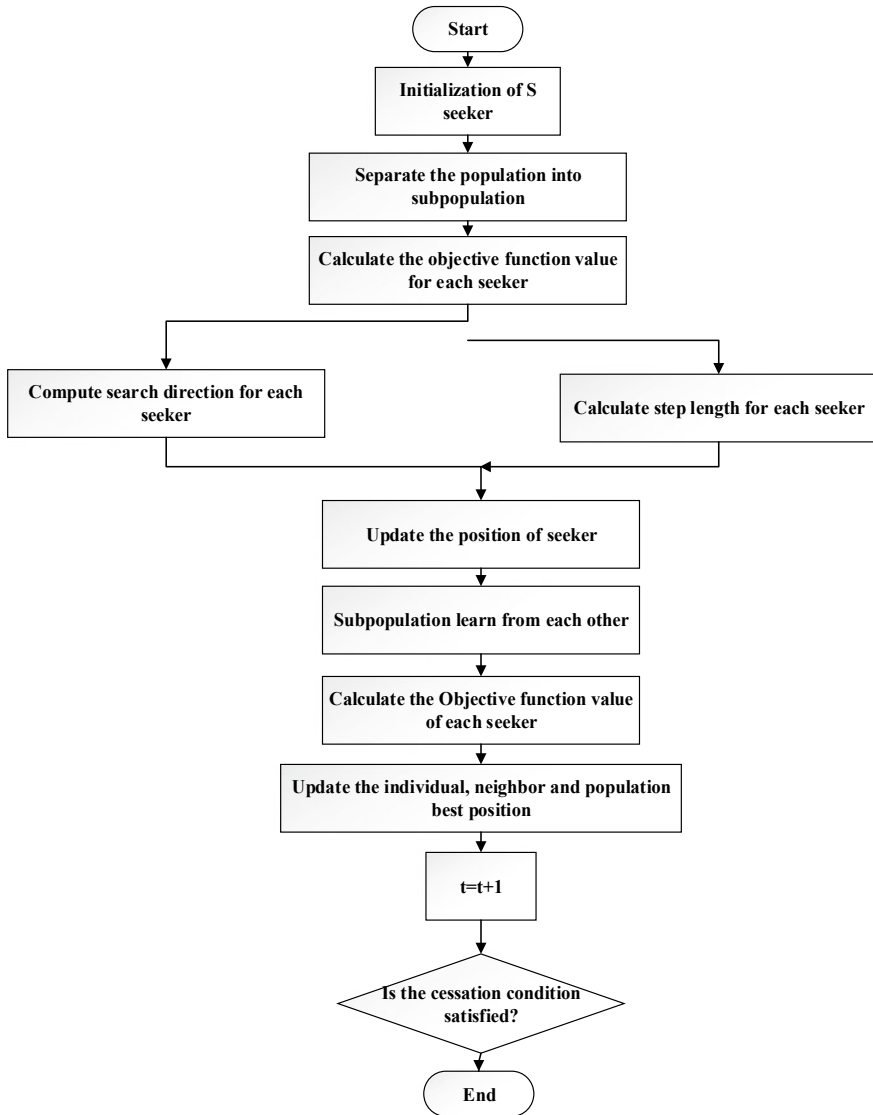 Start
Initialization of S
seeker
Separate the population into
subpopulation
Calculate the objective function value
for each seeker
Compute search direction for each
seeker
Calculate step length for each seeker
Update the position of seeker
Subpopulation learn from each other
Calculate the Objective function value
of each seeker
Update the individual, neighbor and population
best position
t=t+1
Is the cessation condition
satisfied?
End